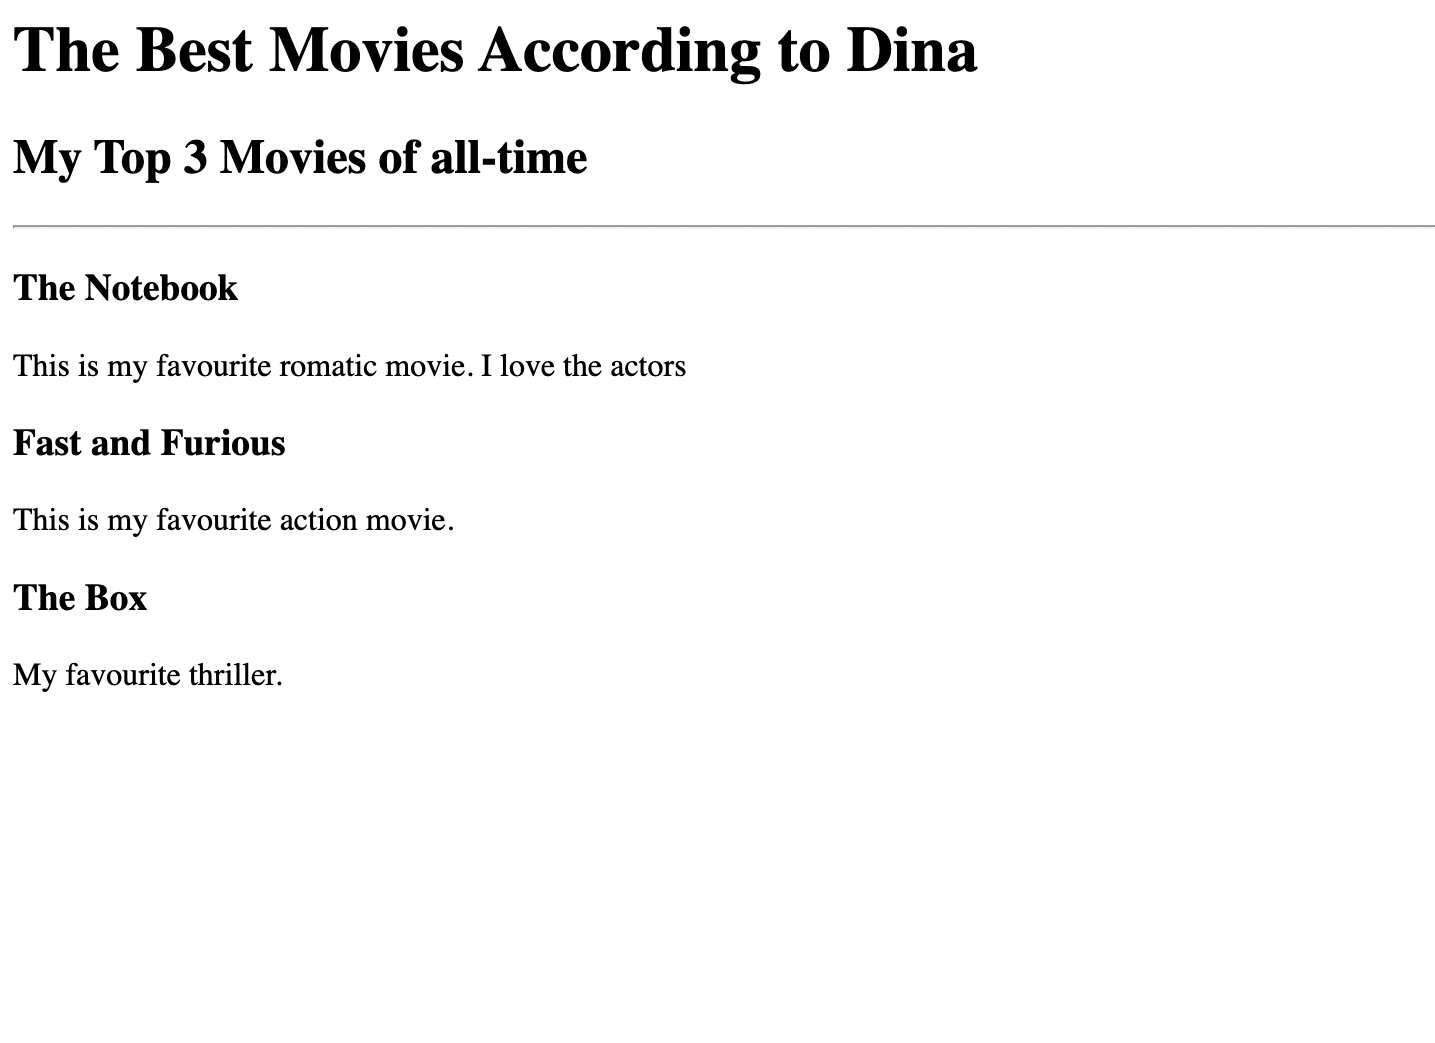 The Best Movies According to Dina
My Top 3 Movies of all-time
The Notebook
This is my favourite romatic movie. I love the actors
Fast and Furious
This is my favourite action movie.
The Box
My favourite thriller.